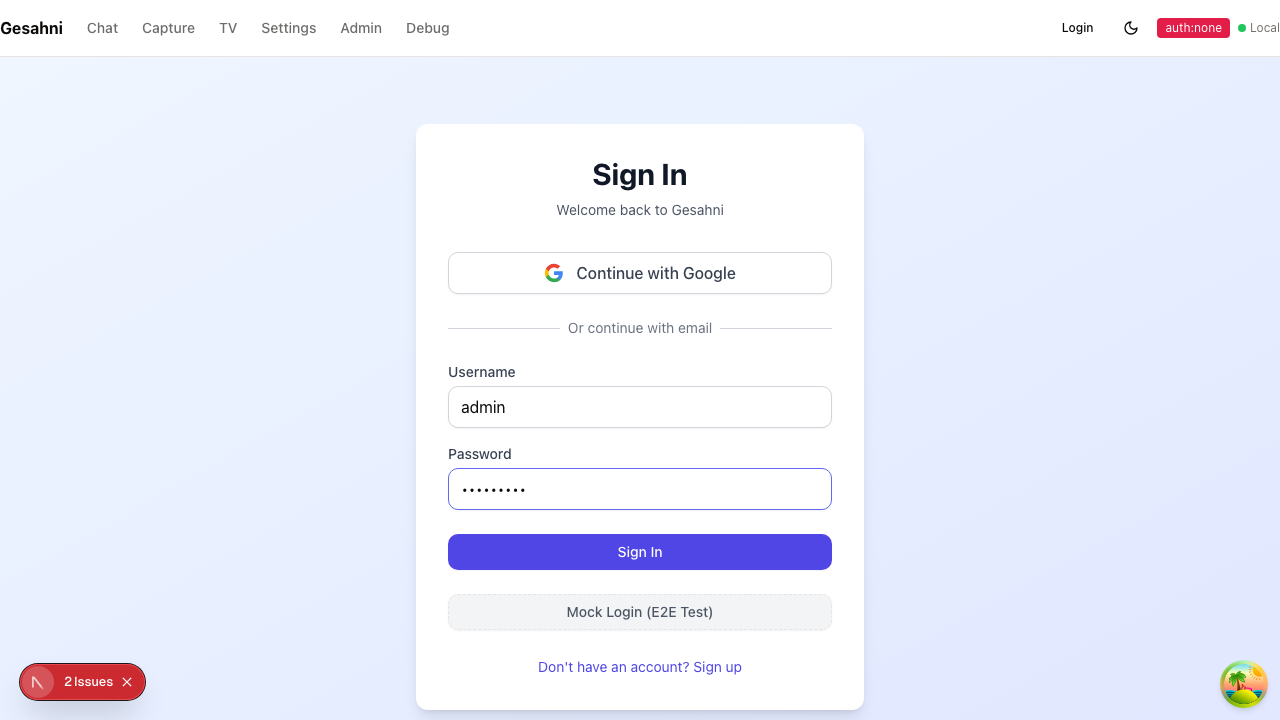 Gesahni Chat Capture TV Settings Admin Debug Login auth:none Local
Sign In
Welcome back to Gesahni
Continue with Google
Or continue with email
Username
admin
Password
•••••••••
Sign In
Mock Login (E2E Test)
Don't have an account? Sign up
2 Issues